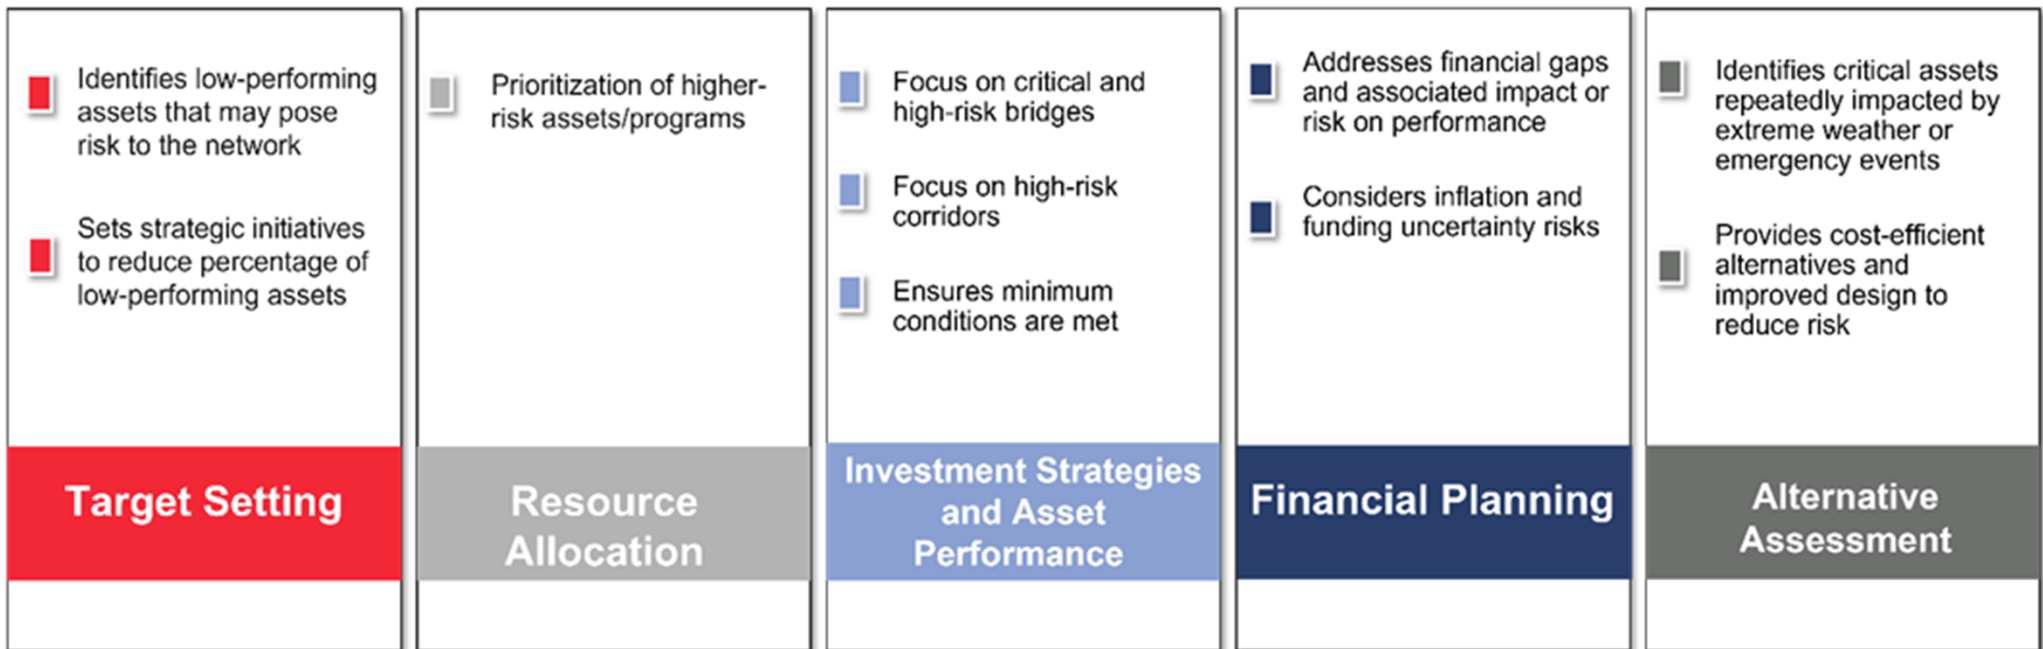 Identifies low-performing
assets that may pose
risk to the network
Sets strategic initiatives
to reduce percentage of
low-performing assets
Target Setting
Prioritization of higher-
risk assets/programs
Resource
Allocation
Focus on critical and
high-risk bridges
Focus on high-risk
corridors
Ensures minimum
conditions are met
Investment Strategies
and Asset
Performance
Addresses financial gaps
and associated impact or
risk on performance
Considers inflation and
funding uncertainty risks
Financial Planning
Identifies critical assets
repeatedly impacted by
extreme weather or
emergency events
Provides cost-efficient
alternatives and
improved design to
reduce risk
Alternative
Assessment